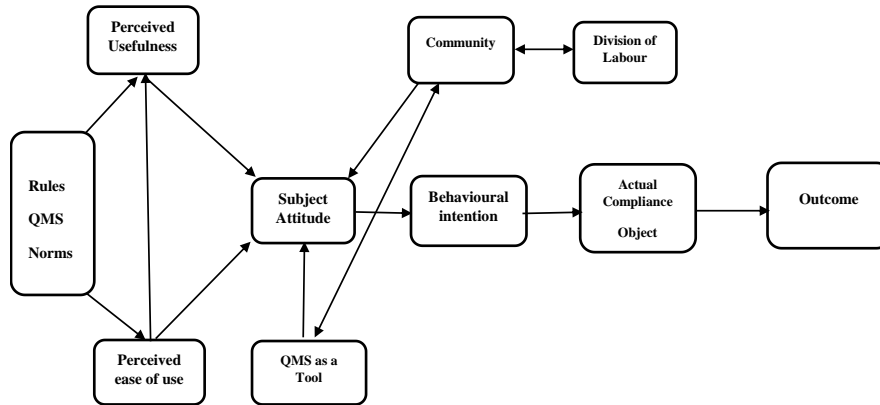 Perceived
Usefulness
Community
Division of
Labour
Rules
QMS
Norms
Subject
Attitude
Behavioural
intention
Actual
Compliance
Object
Outcome
Perceived
ease of use
QMS as a
Tool